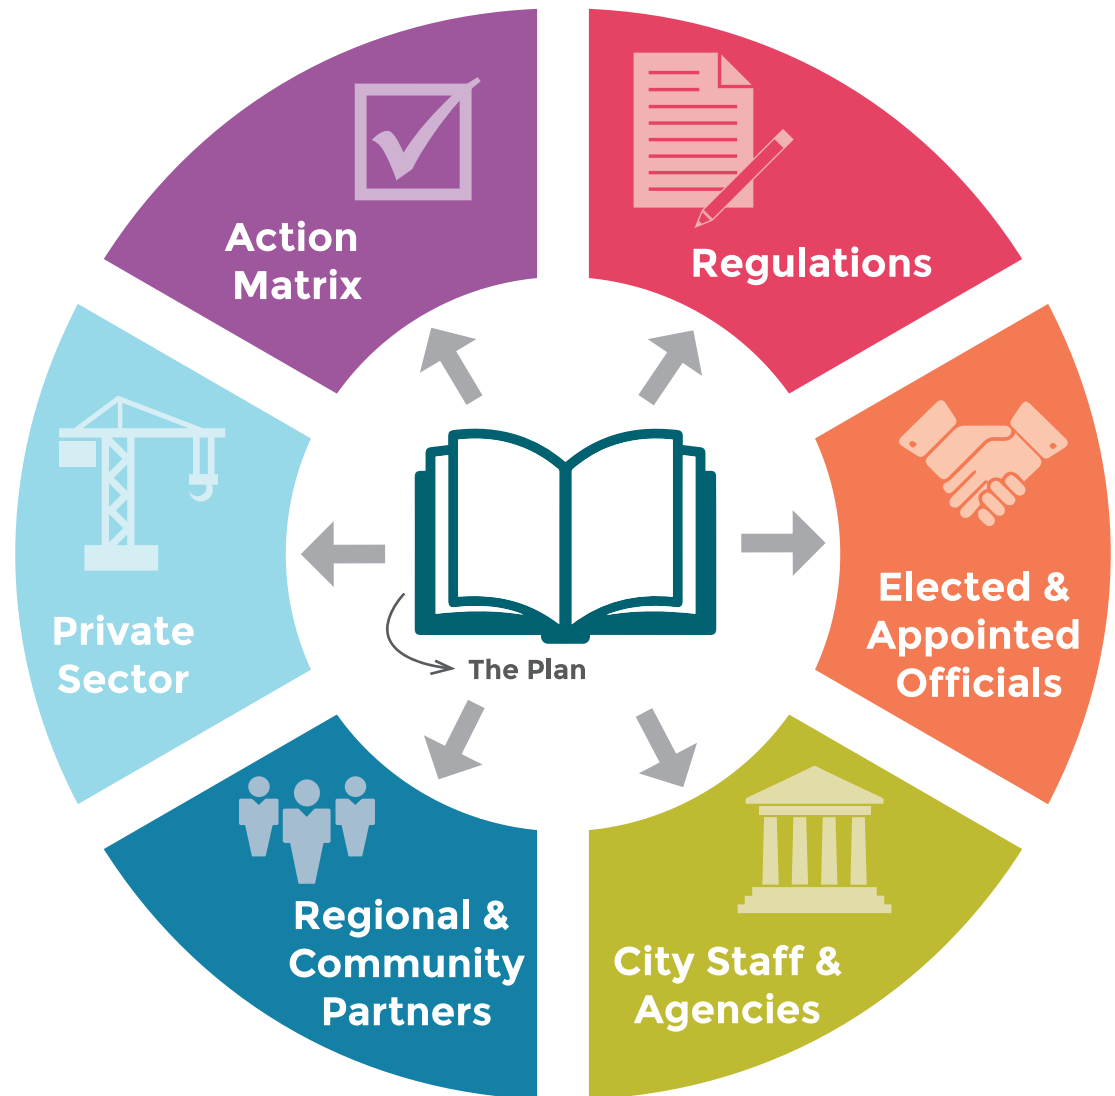 Action
Matrix
Regulations
Elected &
Appointed
Officials
City Staff &
Agencies
Regional &
Community
Partners
Private
Sector
The Plan